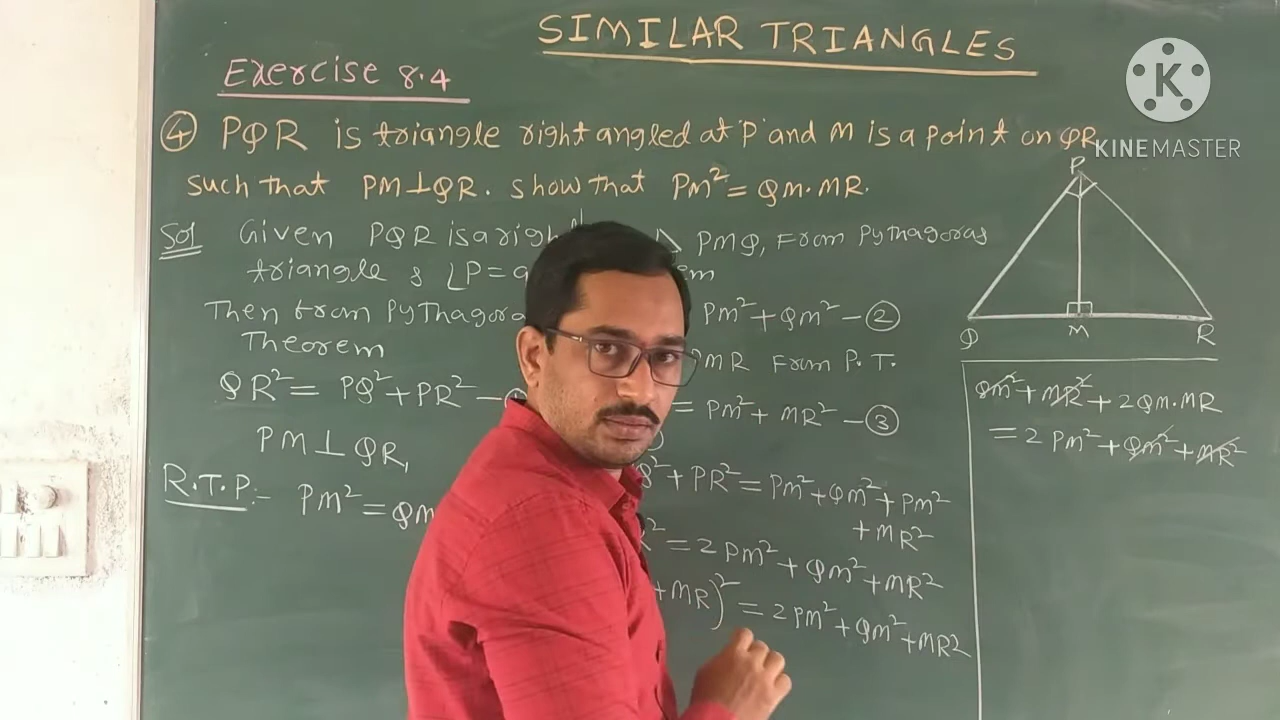 SIMILAR TRIANGLES
Exercise 8.4
④ PQR is triangle right angled at 'P' and M is a point on QR
such that PM⊥QR. show that PM² = QM·MR.
K
KINEMASTER
Sol Given PQR is a right
triangle & ∠P=
Then from Pythagora
Theorem
QR² = PQ² + PR² –
PM ⊥ QR,
R.T.P:- PM² = QM
PMQ, From Pythagoras
PM² + QM² – ②
MR From P.T.
= PM² + MR² – ③
² + PR² = PM² + QM² + PM²
+ MR²
² = 2PM² + QM² + MR²
+MR)² = 2PM² + QM² + MR²
P
Q M R
QM² + MR² + 2QM·MR
= 2PM² + QM² + MR²